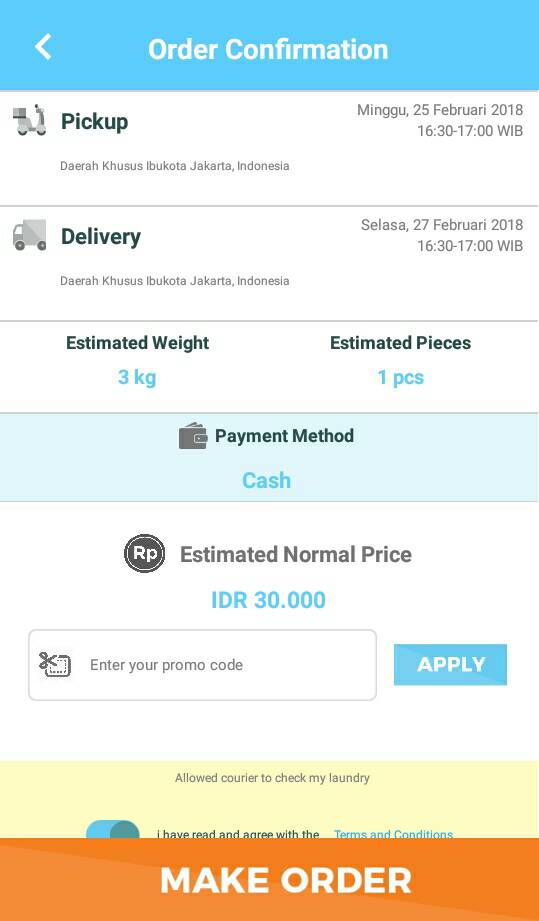 Order Confirmation
Pickup
Minggu, 25 Februari 2018
16:30-17:00 WIB
Daerah Khusus Ibukota Jakarta, Indonesia
Delivery
Selasa, 27 Februari 2018
16:30-17:00 WIB
Daerah Khusus Ibukota Jakarta, Indonesia
Estimated Weight
Estimated Pieces
3 kg
1 pcs
Payment Method
Cash
Rp Estimated Normal Price
IDR 30.000
Enter your promo code
APPLY
Allowed courier to check my laundry
i have read and agree with the Terms and Conditions
MAKE ORDER